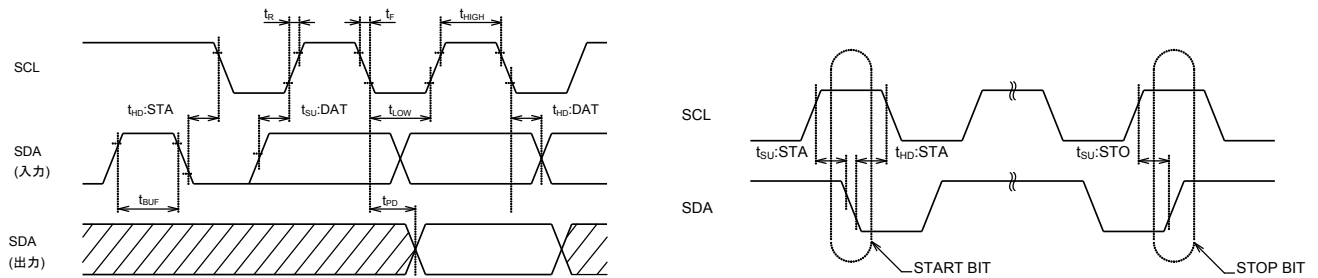 tR
tF
tHIGH
SCL
tHD:STA
tSU:DAT
tLOW
tHD:DAT
SDA
(入力)
tBUF
tPD
SDA
(出力)
SCL
tSU:STA
tHD:STA
tSU:STO
SDA
START BIT
STOP BIT